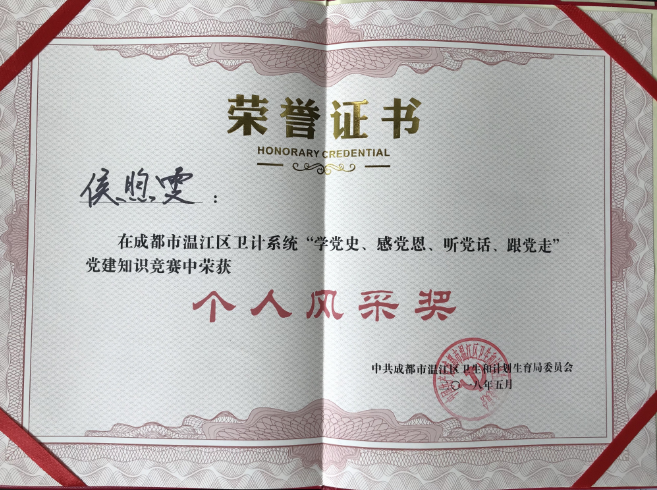 荣誉证书
HONORARY CREDENTIAL
侯煦雯：
在成都市温江区卫计系统“学党史、感党恩、听党话、跟党走”
党建知识竞赛中荣获
个人风采奖
中共成都市温江区卫生和计划生育局委员会
二〇一八年五月